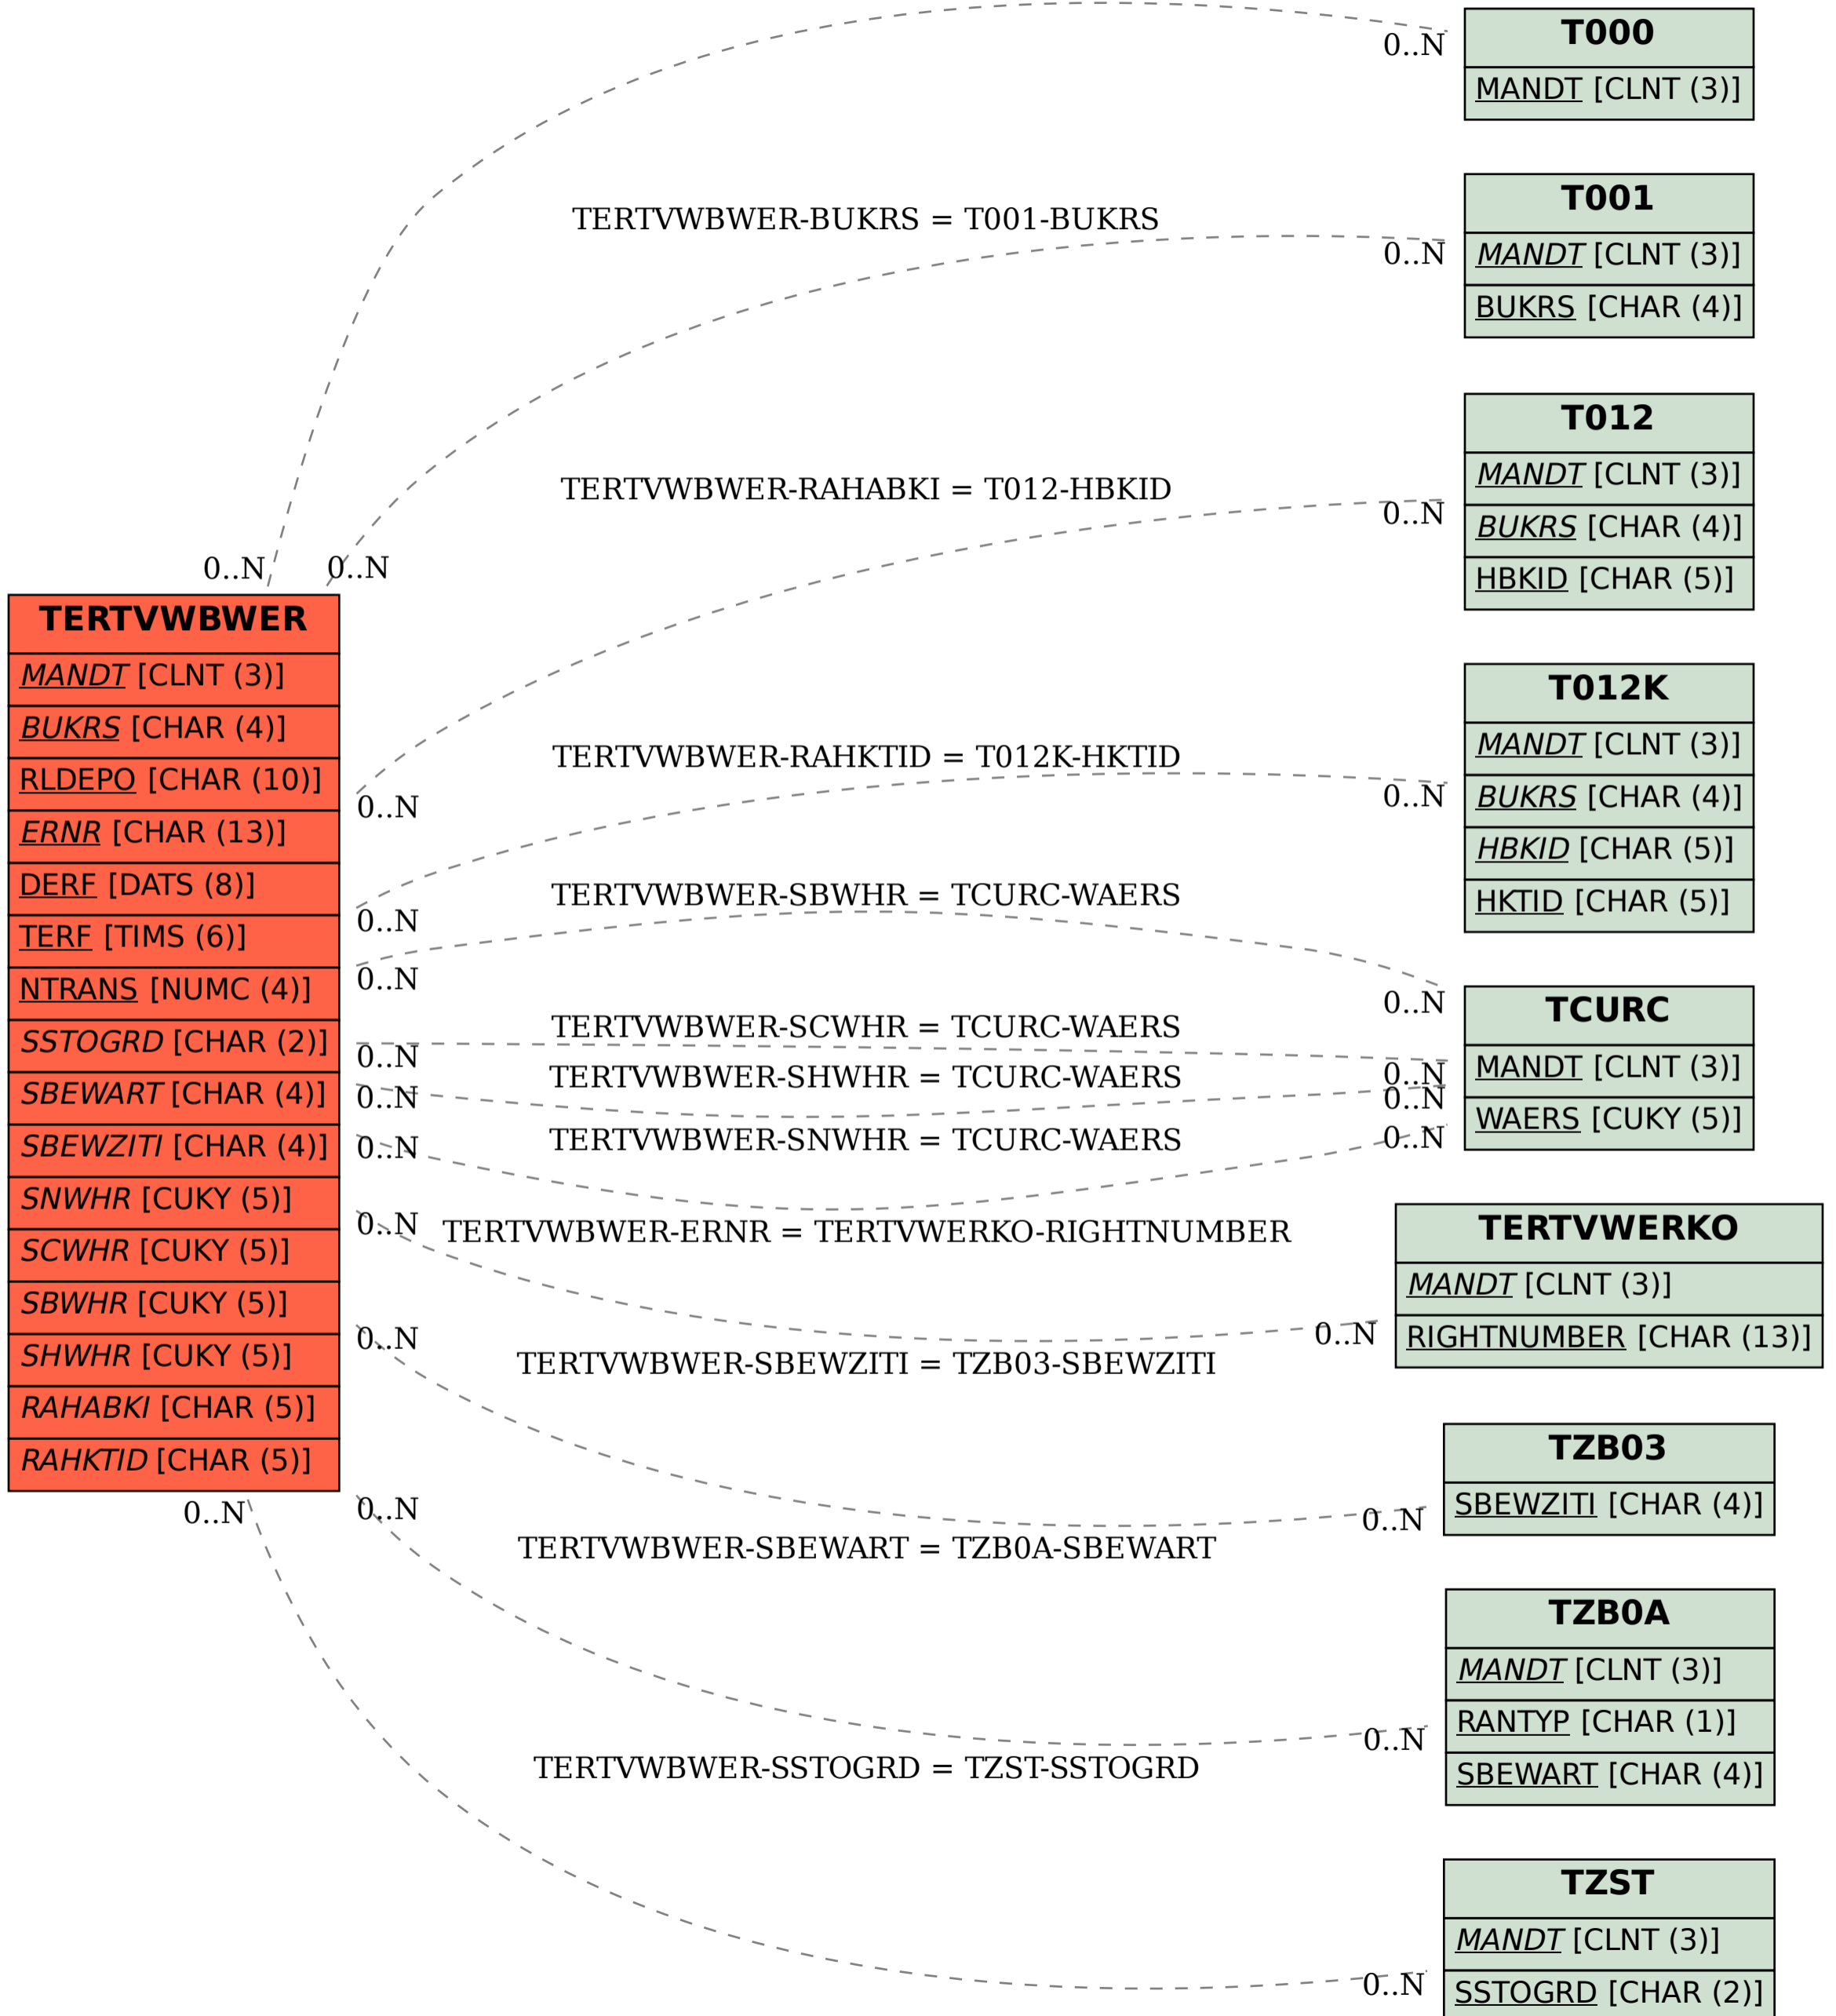 T000
0..N
MANDT [CLNT (3)]
T001
TERTVWBWER-BUKRS = T001-BUKRS
0..N
MANDT [CLNT (3)]
BUKRS [CHAR (4)]
T012
MANDT [CLNT (3)]
TERTVWBWER-RAHABKI = T012-HBKID
0..N
BUKRS [CHAR (4)]
HBKID [CHAR (5)]
0..N
0..N
TERTVWBWER
MANDT [CLNT (3)]
BUKRS [CHAR (4)]
RLDEPO [CHAR (10)]
ERNR [CHAR (13)]
DERF [DATS (8)]
TERF [TIMS (6)]
NTRANS [NUMC (4)]
SSTOGRD [CHAR (2)]
SBEWART [CHAR (4)]
SBEWZITI [CHAR (4)]
SNWHR [CUKY (5)]
SCWHR [CUKY (5)]
SBWHR [CUKY (5)]
SHWHR [CUKY (5)]
RAHABKI [CHAR (5)]
RAHKTID [CHAR (5)]
0..N
0..N
0..N
0..N
0..N
0..N
0..N
0..N
0..N
0..N
T012K
MANDT [CLNT (3)]
BUKRS [CHAR (4)]
HBKID [CHAR (5)]
HKTID [CHAR (5)]
TERTVWBWER-RAHKTID = T012K-HKTID
0..N
TERTVWBWER-SBWHR = TCURC-WAERS
0..N
TCURC
MANDT [CLNT (3)]
WAERS [CUKY (5)]
TERTVWBWER-SCWHR = TCURC-WAERS
0..N
TERTVWBWER-SHWHR = TCURC-WAERS
0..N
TERTVWBWER-SNWHR = TCURC-WAERS
0..N
TERTVWERKO
MANDT [CLNT (3)]
RIGHTNUMBER [CHAR (13)]
TERTVWBWER-ERNR = TERTVWERKO-RIGHTNUMBER
0..N
TERTVWBWER-SBEWZITI = TZB03-SBEWZITI
TZB03
SBEWZITI [CHAR (4)]
0..N
TERTVWBWER-SBEWART = TZB0A-SBEWART
TZB0A
MANDT [CLNT (3)]
RANTYP [CHAR (1)]
SBEWART [CHAR (4)]
0..N
TERTVWBWER-SSTOGRD = TZST-SSTOGRD
TZST
MANDT [CLNT (3)]
SSTOGRD [CHAR (2)]
0..N